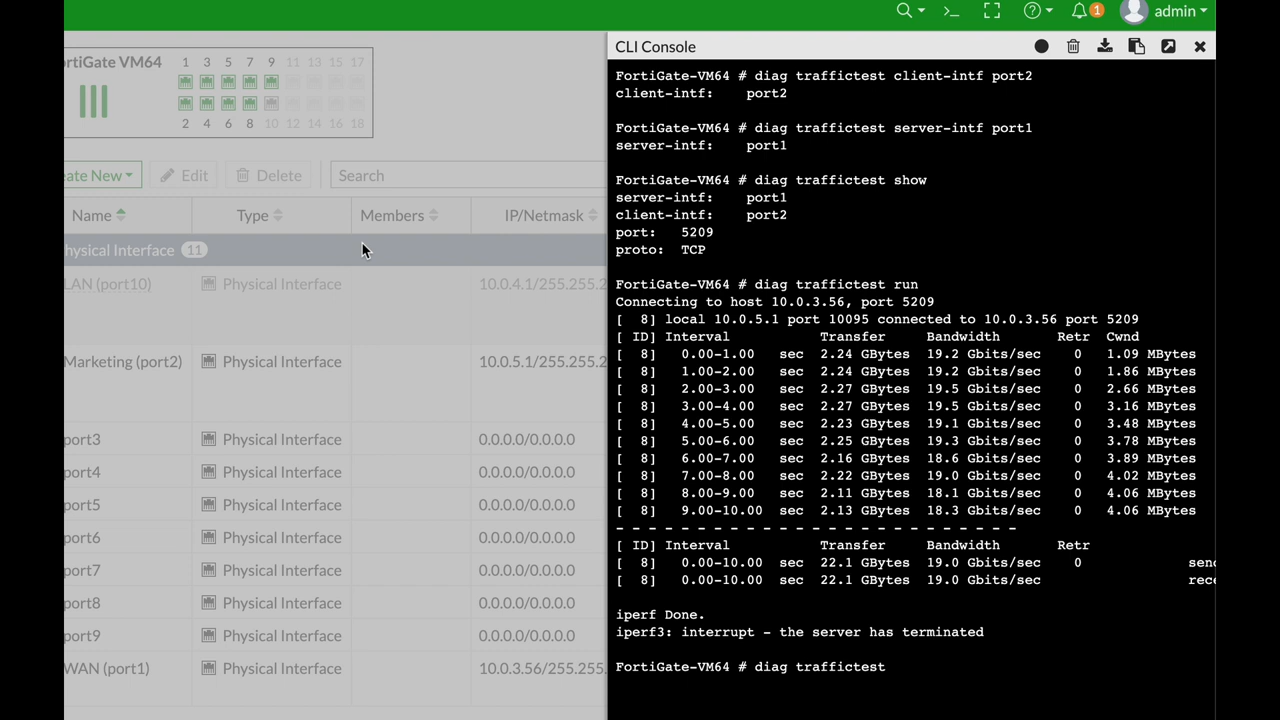 1 admin
ortiGate VM64
1 3 5 7 9 11 13 15 17
2 4 6 8 10 12 14 16 18
ate New Edit Delete Search
Name Type Members IP/Netmask
hysical Interface 11
LAN (port10) Physical Interface 10.0.4.1/255.255.2
Marketing (port2) Physical Interface 10.0.5.1/255.255.2
port3 Physical Interface 0.0.0.0/0.0.0.0
port4 Physical Interface 0.0.0.0/0.0.0.0
port5 Physical Interface 0.0.0.0/0.0.0.0
port6 Physical Interface 0.0.0.0/0.0.0.0
port7 Physical Interface 0.0.0.0/0.0.0.0
port8 Physical Interface 0.0.0.0/0.0.0.0
port9 Physical Interface 0.0.0.0/0.0.0.0
WAN (port1) Physical Interface 10.0.3.56/255.255.
CLI Console
FortiGate-VM64 # diag traffictest client-intf port2
client-intf: port2
FortiGate-VM64 # diag traffictest server-intf port1
server-intf: port1
FortiGate-VM64 # diag traffictest show
server-intf: port1
client-intf: port2
port: 5209
proto: TCP
FortiGate-VM64 # diag traffictest run
Connecting to host 10.0.3.56, port 5209
[ 8] local 10.0.5.1 port 10095 connected to 10.0.3.56 port 5209
[ ID] Interval Transfer Bandwidth Retr Cwnd
[ 8] 0.00-1.00 sec 2.24 GBytes 19.2 Gbits/sec 0 1.09 MBytes
[ 8] 1.00-2.00 sec 2.24 GBytes 19.2 Gbits/sec 0 1.86 MBytes
[ 8] 2.00-3.00 sec 2.27 GBytes 19.5 Gbits/sec 0 2.66 MBytes
[ 8] 3.00-4.00 sec 2.27 GBytes 19.5 Gbits/sec 0 3.16 MBytes
[ 8] 4.00-5.00 sec 2.23 GBytes 19.1 Gbits/sec 0 3.48 MBytes
[ 8] 5.00-6.00 sec 2.25 GBytes 19.3 Gbits/sec 0 3.78 MBytes
[ 8] 6.00-7.00 sec 2.16 GBytes 18.6 Gbits/sec 0 3.89 MBytes
[ 8] 7.00-8.00 sec 2.22 GBytes 19.0 Gbits/sec 0 4.02 MBytes
[ 8] 8.00-9.00 sec 2.11 GBytes 18.1 Gbits/sec 0 4.06 MBytes
[ 8] 9.00-10.00 sec 2.13 GBytes 18.3 Gbits/sec 0 4.06 MBytes
- - - - - - - - - - - - - - - - - - - - - - - - -
[ ID] Interval Transfer Bandwidth Retr
[ 8] 0.00-10.00 sec 22.1 GBytes 19.0 Gbits/sec 0 send
[ 8] 0.00-10.00 sec 22.1 GBytes 19.0 Gbits/sec rece
iperf Done.
iperf3: interrupt - the server has terminated
FortiGate-VM64 # diag traffictest